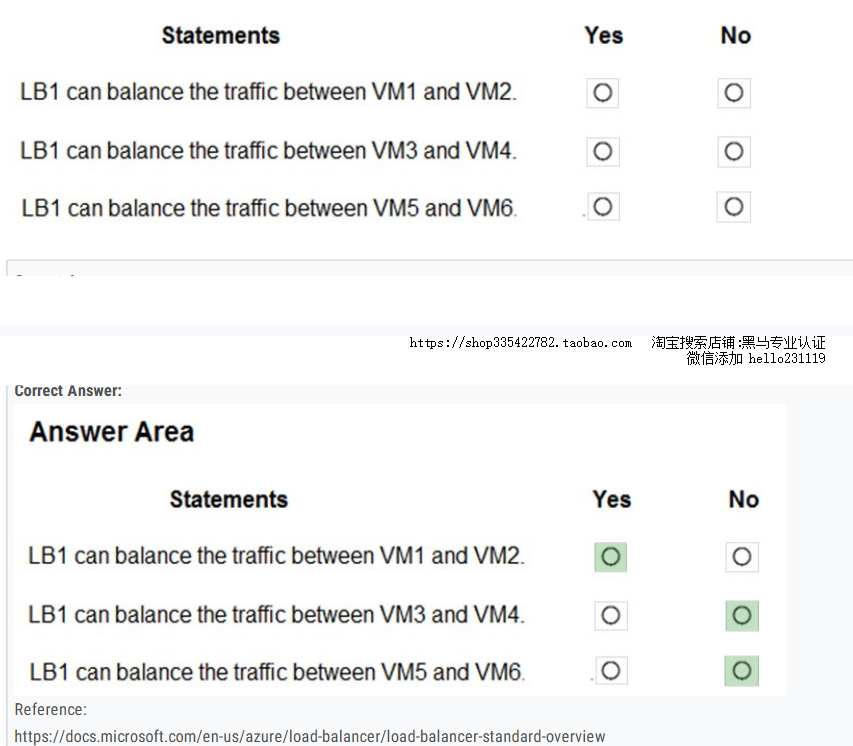 Statements Yes No
LB1 can balance the traffic between VM1 and VM2.
LB1 can balance the traffic between VM3 and VM4.
LB1 can balance the traffic between VM5 and VM6.
https://shop335422782.taobao.com 淘宝搜索店铺:黑马专业认证
微信添加 hello231119
Correct Answer:
Answer Area
Statements Yes No
LB1 can balance the traffic between VM1 and VM2.
LB1 can balance the traffic between VM3 and VM4.
LB1 can balance the traffic between VM5 and VM6.
Reference:
https://docs.microsoft.com/en-us/azure/load-balancer/load-balancer-standard-overview